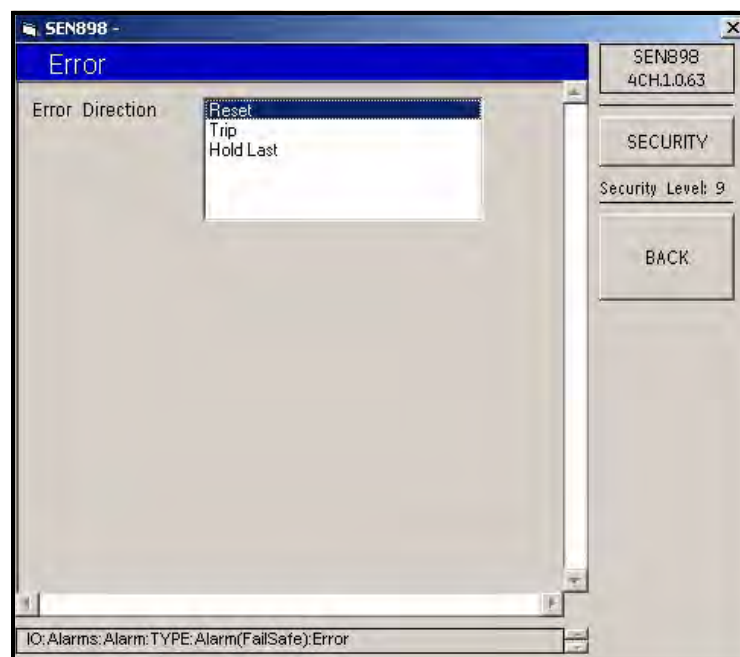 SEN898 -
Error
SEN898
4CH.1.0.63
Error Direction
Reset
Trip
Hold Last
SECURITY
Security Level: 9
BACK
IO:Alarms:Alarm:TYPE:Alarm(FailSafe):Error